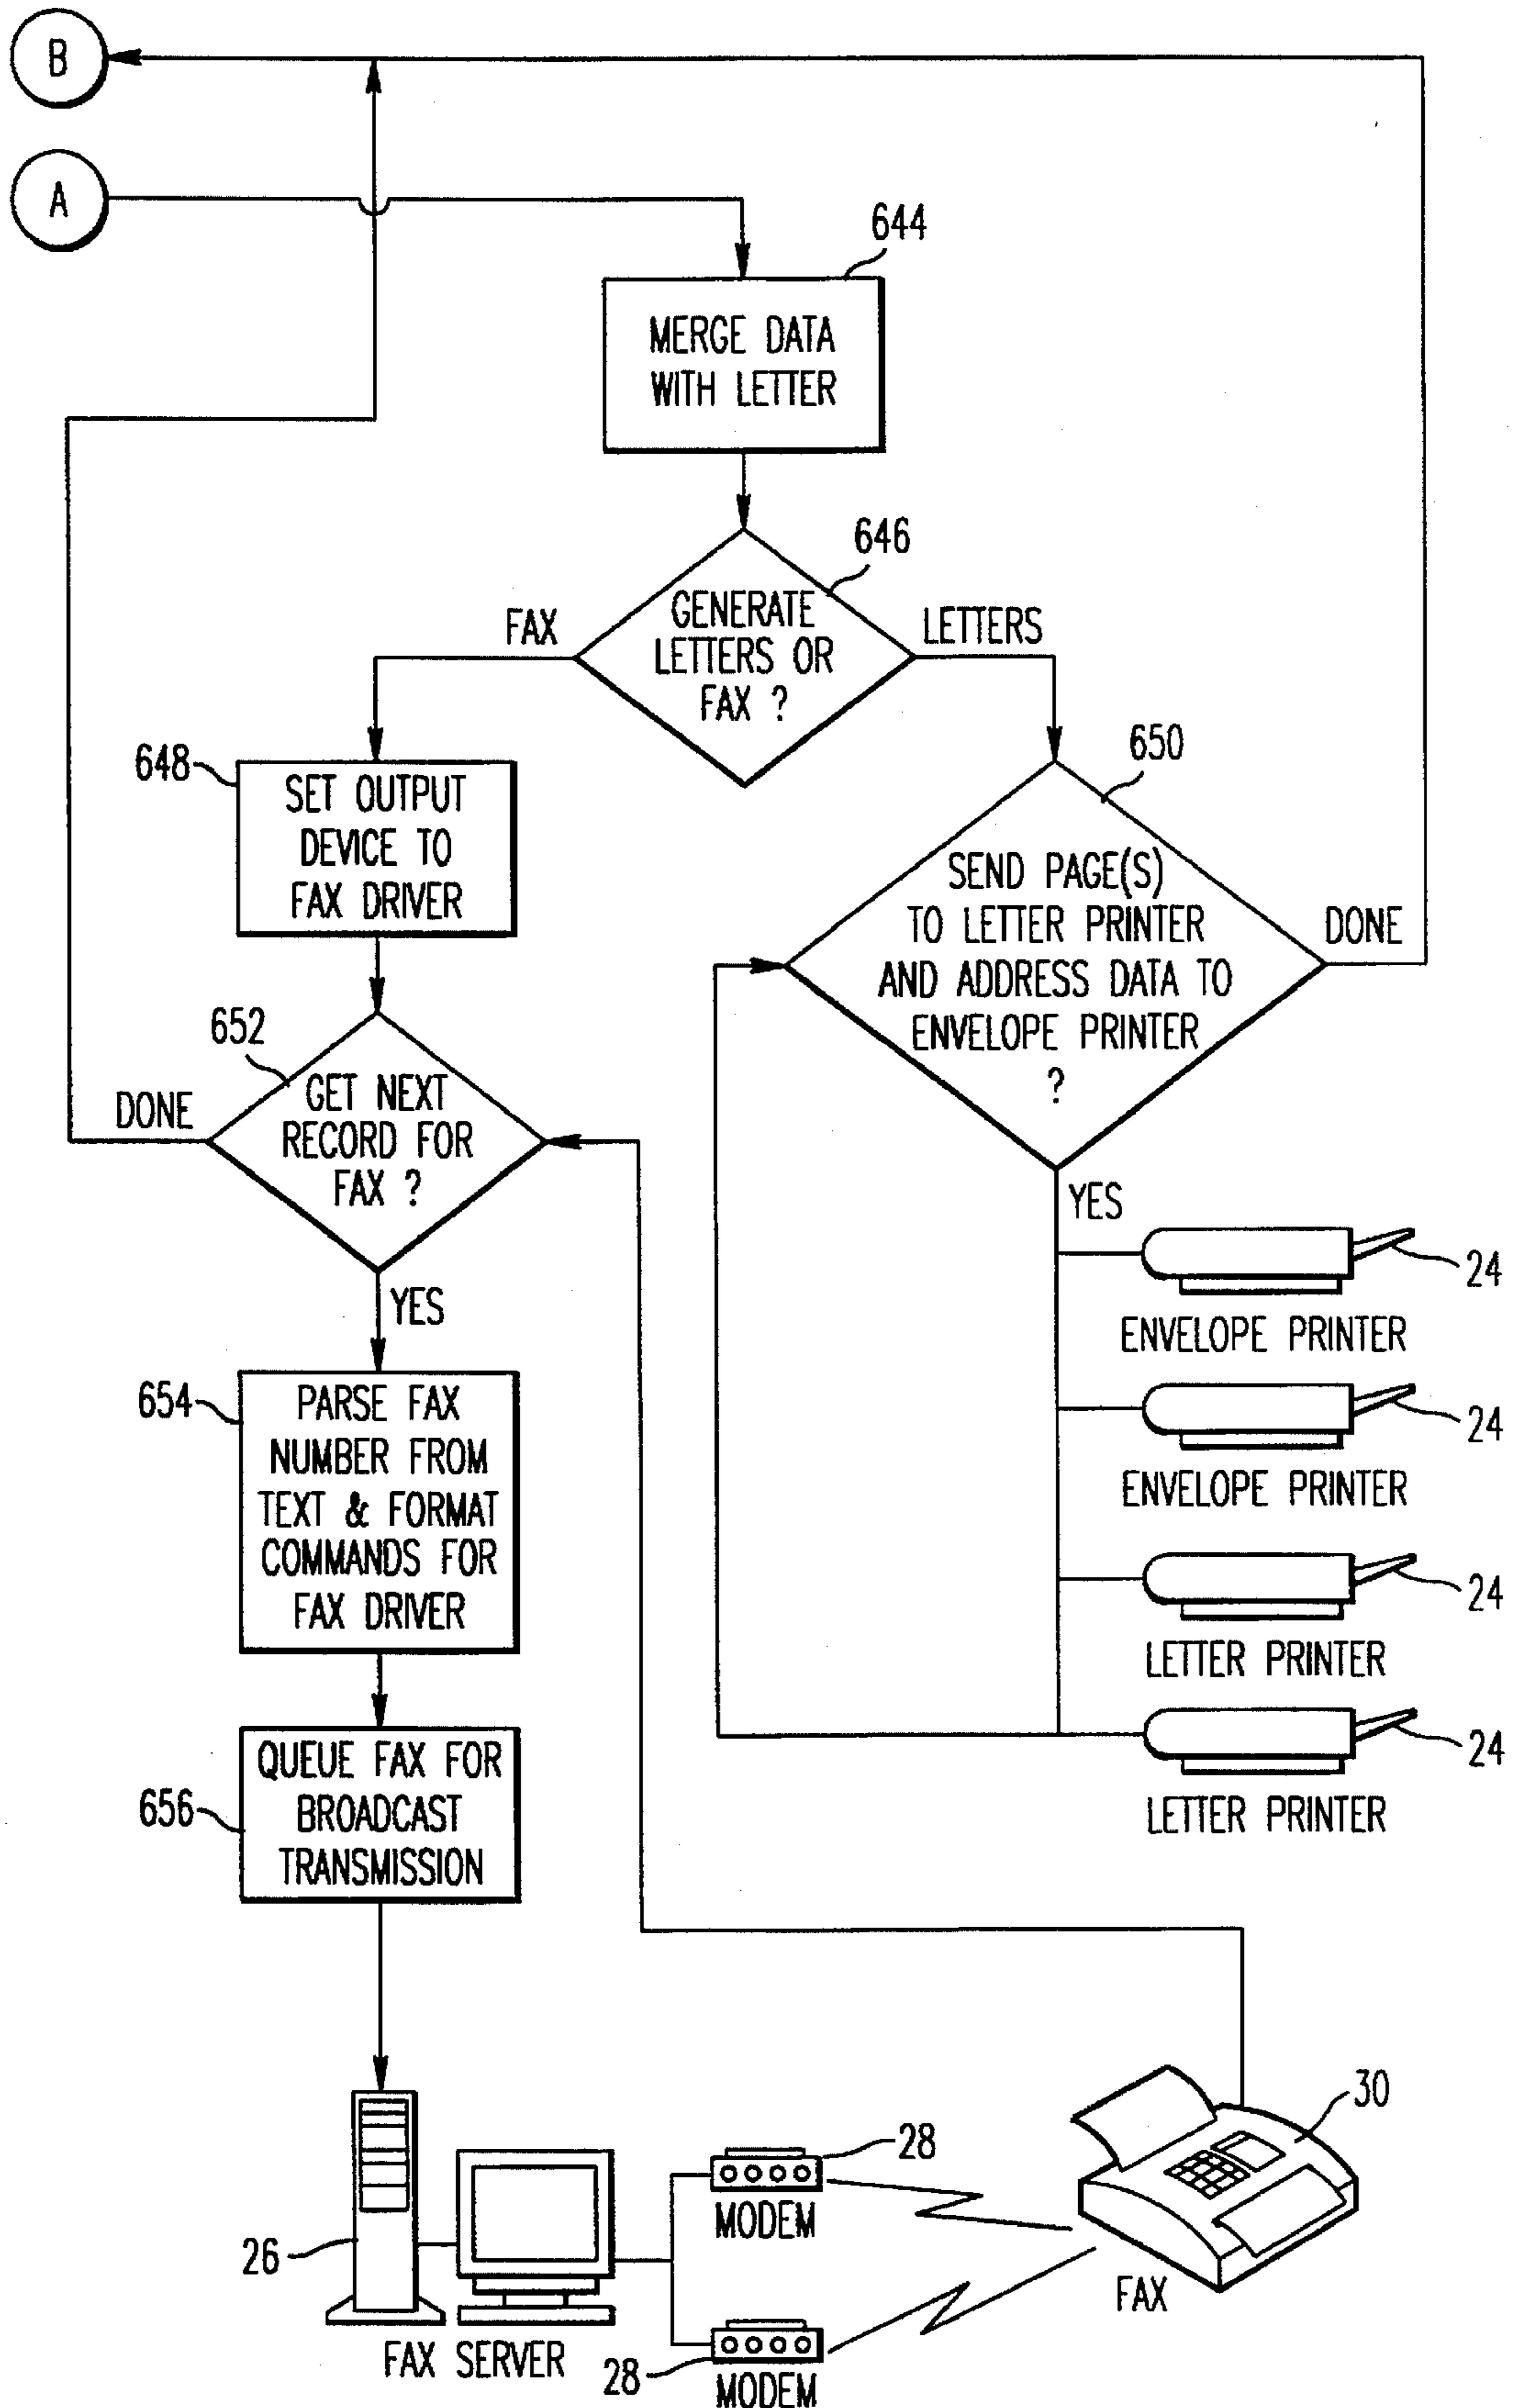 B
A
644
MERGE DATA
WITH LETTER
646
GENERATE
LETTERS OR
FAX ?
FAX
LETTERS
648
SET OUTPUT
DEVICE TO
FAX DRIVER
650
SEND PAGE(S)
TO LETTER PRINTER
AND ADDRESS DATA TO
ENVELOPE PRINTER
?
DONE
652
GET NEXT
RECORD FOR
FAX ?
DONE
YES
YES
24
ENVELOPE PRINTER
24
ENVELOPE PRINTER
24
LETTER PRINTER
24
LETTER PRINTER
654
PARSE FAX
NUMBER FROM
TEXT & FORMAT
COMMANDS FOR
FAX DRIVER
656
QUEUE FAX FOR
BROADCAST
TRANSMISSION
26
FAX SERVER
28
MODEM
28
MODEM
30
FAX